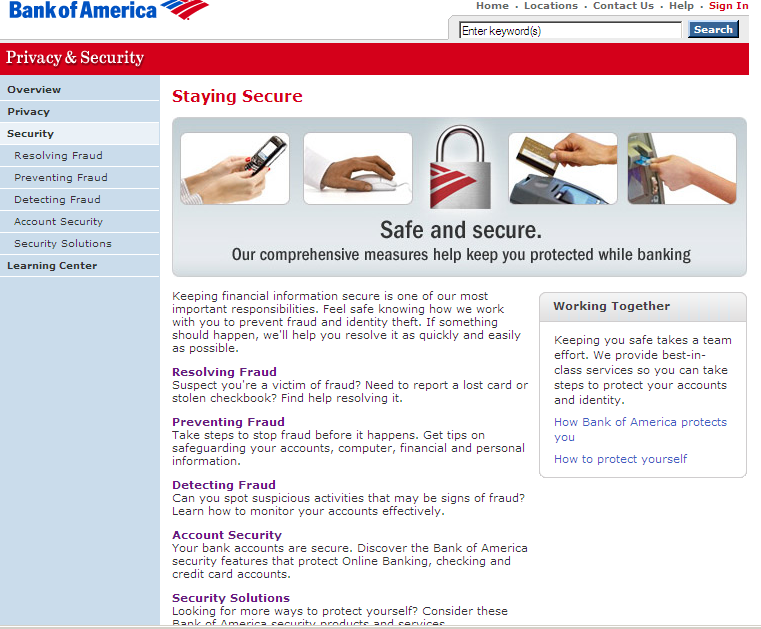 Bank of America
Home · Locations · Contact Us · Help · Sign In
Enter keyword(s)
Search
Privacy & Security
Overview
Privacy
Security
Resolving Fraud
Preventing Fraud
Detecting Fraud
Account Security
Security Solutions
Learning Center
Staying Secure
Safe and secure.
Our comprehensive measures help keep you protected while banking
Keeping financial information secure is one of our most
important responsibilities. Feel safe knowing how we work
with you to prevent fraud and identity theft. If something
should happen, we'll help you resolve it as quickly and easily
as possible.
Resolving Fraud
Suspect you're a victim of fraud? Need to report a lost card or
stolen checkbook? Find help resolving it.
Preventing Fraud
Take steps to stop fraud before it happens. Get tips on
safeguarding your accounts, computer, financial and personal
information.
Detecting Fraud
Can you spot suspicious activities that may be signs of fraud?
Learn how to monitor your accounts effectively.
Account Security
Your bank accounts are secure. Discover the Bank of America
security features that protect Online Banking, checking and
credit card accounts.
Security Solutions
Looking for more ways to protect yourself? Consider these
Bank of America security products and services
Working Together
Keeping you safe takes a team
effort. We provide best-in-
class services so you can take
steps to protect your accounts
and identity.
How Bank of America protects
you
How to protect yourself